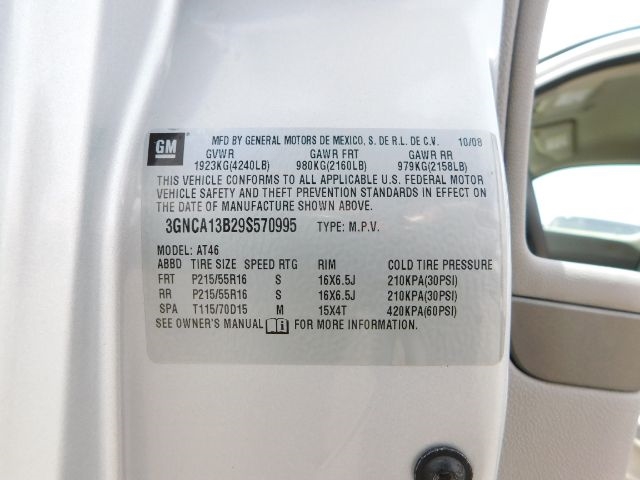 GM
MFD BY GENERAL MOTORS DE MEXICO, S. DE R.L. DE C.V. 10/08
GVWR GAWR FRT GAWR RR
1923KG(4240LB) 980KG(2160LB) 979KG(2158LB)
THIS VEHICLE CONFORMS TO ALL APPLICABLE U.S. FEDERAL MOTOR
VEHICLE SAFETY AND THEFT PREVENTION STANDARDS IN EFFECT ON
THE DATE OF MANUFACTURE SHOWN ABOVE.
3GNCA13B29S570995 TYPE: M.P.V.
MODEL: AT46
ABBD TIRE SIZE SPEED RTG RIM COLD TIRE PRESSURE
FRT P215/55R16 S 16X6.5J 210KPA(30PSI)
RR P215/55R16 S 16X6.5J 210KPA(30PSI)
SPA T115/70D15 M 15X4T 420KPA(60PSI)
SEE OWNER'S MANUAL FOR MORE INFORMATION.